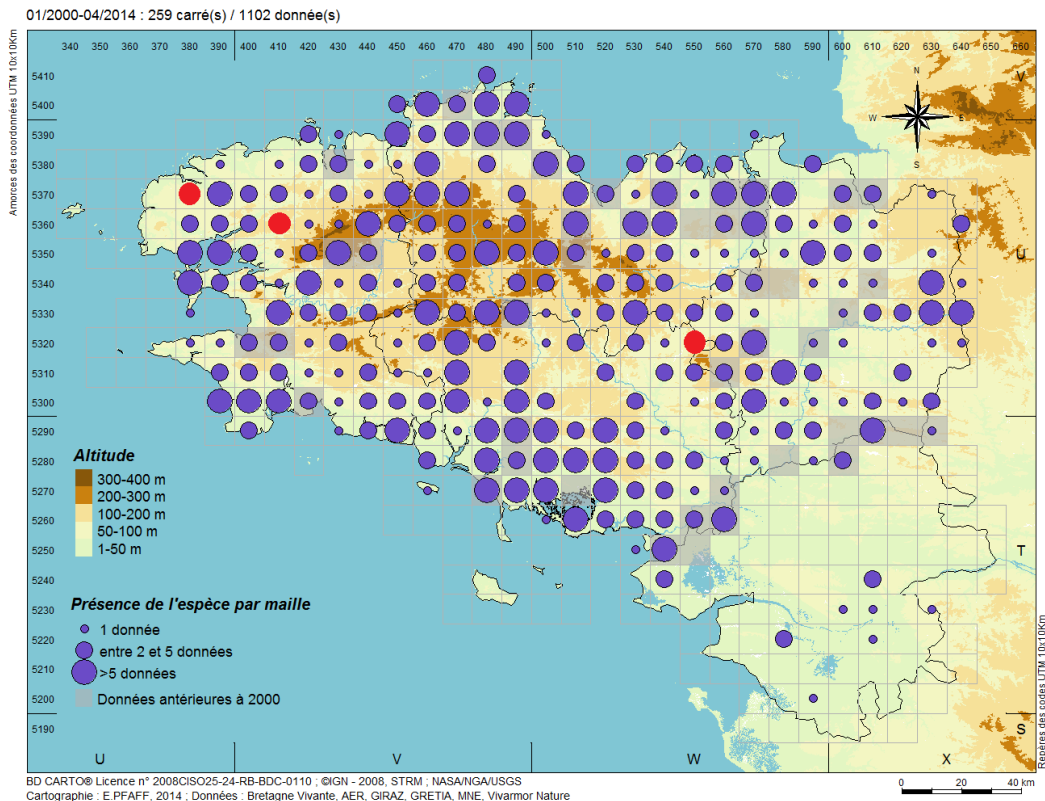 01/2000-04/2014 : 259 carré(s) / 1102 donnée(s)
Amorces des coordonnées UTM 10x10Km
340 350 360 370 380 390 400 410 420 430 440 450 460 470 480 490 500 510 520 530 540 550 560 570 580 590 600 610 620 630 640 650 660
5410
5400
5390
5380
5370
5360
5350
5340
5330
5320
5310
5300
5290
5280
5270
5260
5250
5240
5230
5220
5210
5200
5190
N
W E
S
V
U
T
S
Altitude
300-400 m
200-300 m
100-200 m
50-100 m
1-50 m
Présence de l'espèce par maille
1 donnée
entre 2 et 5 données
>5 données
Données antérieures à 2000
U V W X
Repères des codes UTM 10x10Km
BD CARTO® Licence n° 2008CISO25-24-RB-BDC-0110 ; ©IGN - 2008, STRM ; NASA/NGA/USGS
Cartographie : E.PFAFF, 2014 ; Données : Bretagne Vivante, AER, GIRAZ, GRETIA, MNE, Vivarmor Nature
0 20 40 km